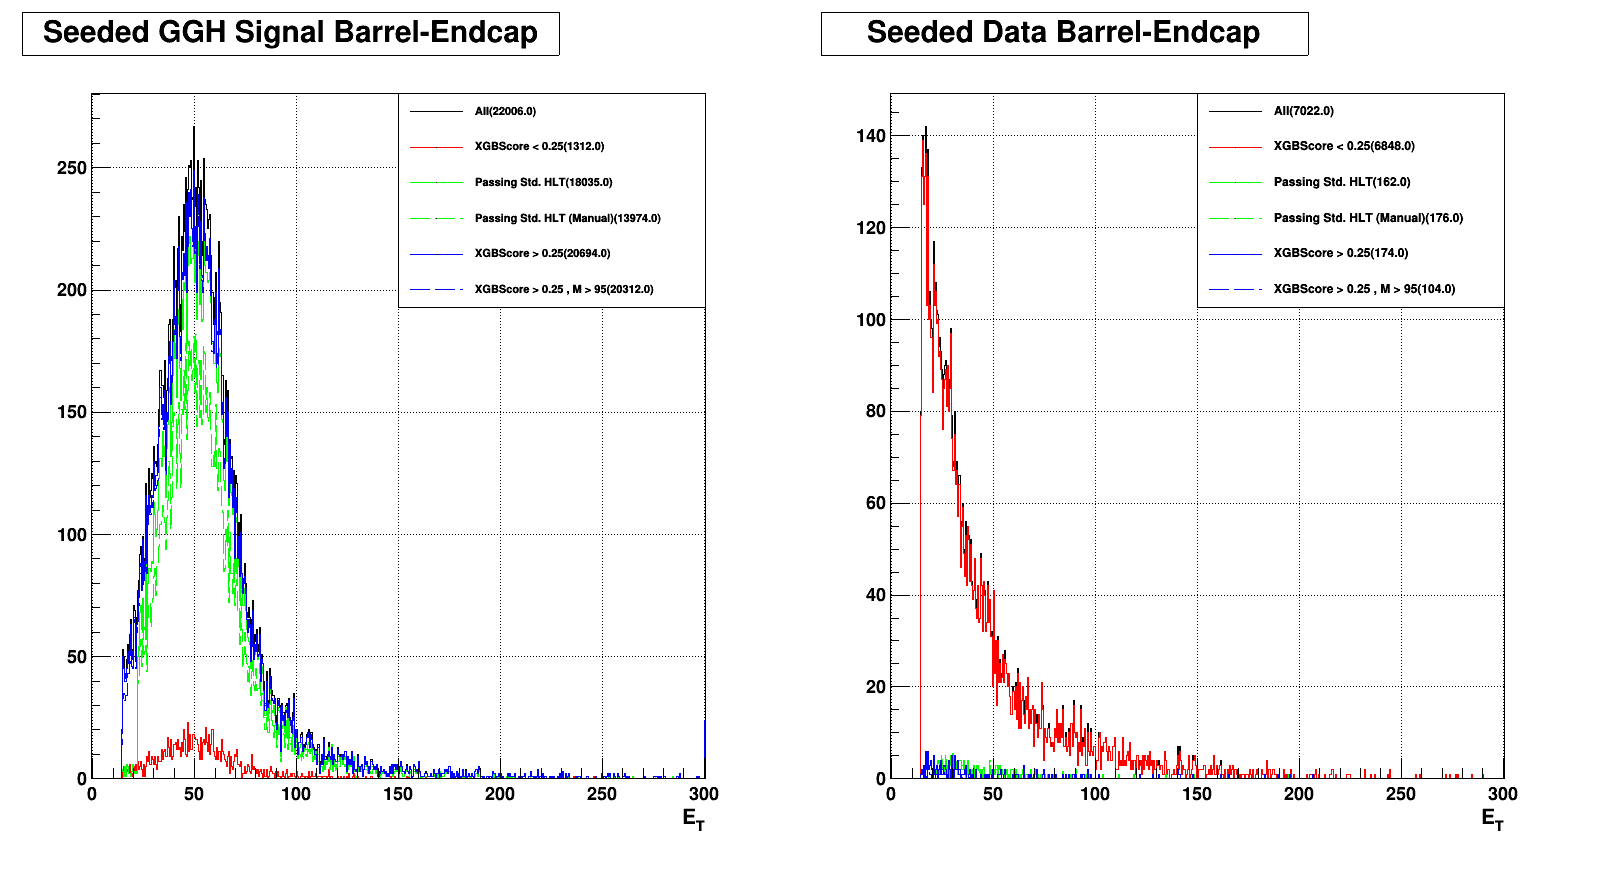 Seeded GGH Signal Barrel-Endcap
All(22006.0)
XGBScore < 0.25(1312.0)
Passing Std. HLT(18035.0)
Passing Std. HLT (Manual)(13974.0)
XGBScore > 0.25(20694.0)
XGBScore > 0.25 , M > 95(20312.0)
250
200
150
100
50
0
0 50 100 150 200 250 300
E_T
Seeded Data Barrel-Endcap
All(7022.0)
XGBScore < 0.25(6848.0)
Passing Std. HLT(162.0)
Passing Std. HLT (Manual)(176.0)
XGBScore > 0.25(174.0)
XGBScore > 0.25 , M > 95(104.0)
140
120
100
80
60
40
20
0
0 50 100 150 200 250 300
E_T